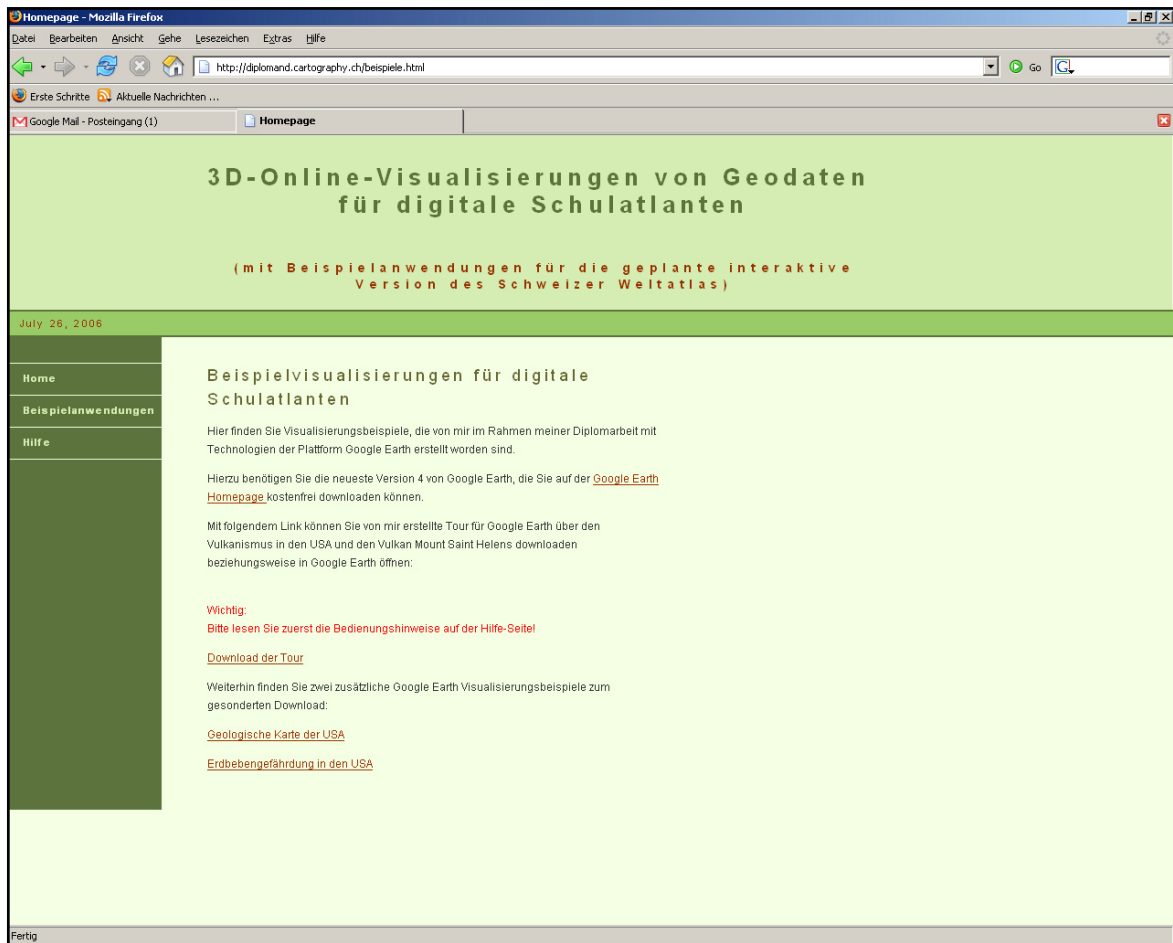 Homepage - Mozilla Firefox
Datei Bearbeiten Ansicht Gehe Lesezeichen Extras Hilfe
http://diplomand.cartography.ch/beispiele.html
Go
G
Erste Schritte Aktuelle Nachrichten ...
Google Mail - Posteingang (1) Homepage
3D-Online-Visualisierungen von Geodaten
für digitale Schulatlanten
(mit Beispielanwendungen für die geplante interaktive
Version des Schweizer Weltatlas)
July 26, 2006
Home
Beispielanwendungen
Hilfe
Beispielvisualisierungen für digitale
Schulatlanten
Hier finden Sie Visualisierungsbeispiele, die von mir im Rahmen meiner Diplomarbeit mit
Technologien der Plattform Google Earth erstellt worden sind.
Hierzu benötigen Sie die neueste Version 4 von Google Earth, die Sie auf der Google Earth
Homepage kostenfrei downloaden können.
Mit folgendem Link können Sie von mir erstellte Tour für Google Earth über den
Vulkanismus in den USA und den Vulkan Mount Saint Helens downloaden
beziehungsweise in Google Earth öffnen:
Wichtig:
Bitte lesen Sie zuerst die Bedienungshinweise auf der Hilfe-Seite!
Download der Tour
Weiterhin finden Sie zwei zusätzliche Google Earth Visualisierungsbeispiele zum
gesonderten Download:
Geologische Karte der USA
Erdbebengefährdung in den USA
Fertig